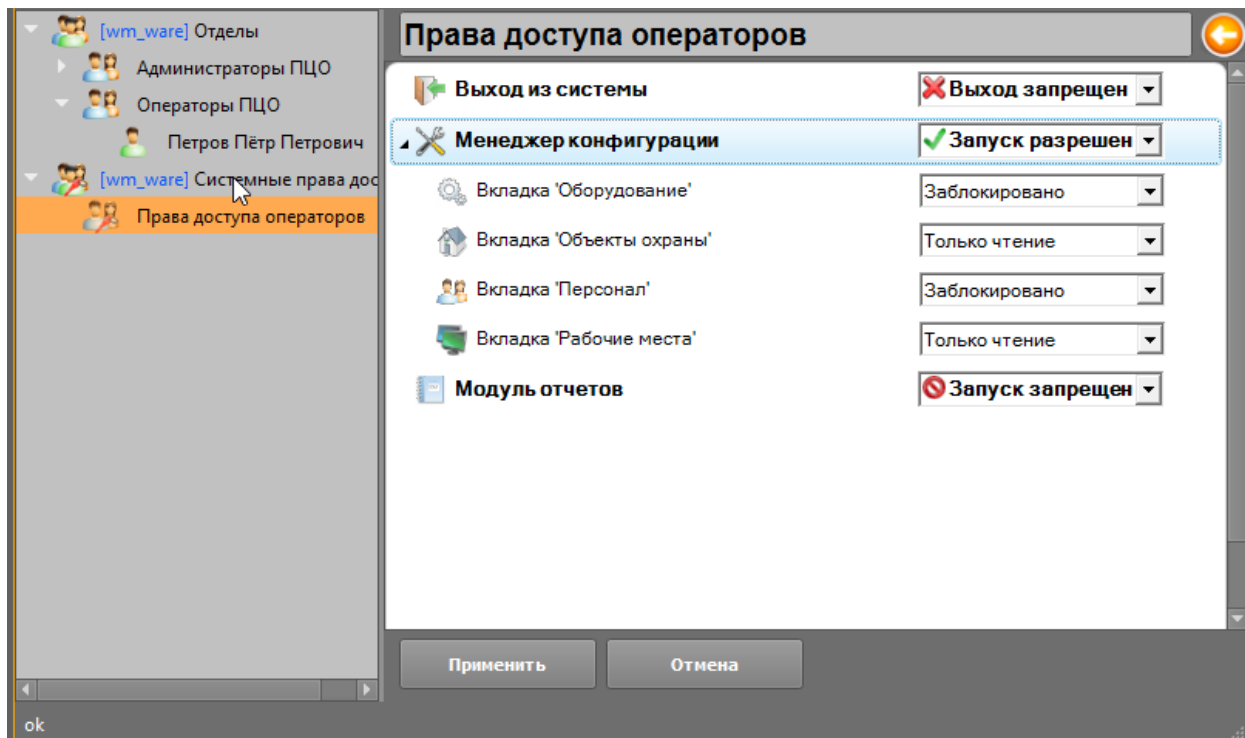 [wm_ware] Отделы
Администраторы ПЦО
Операторы ПЦО
Петров Пётр Петрович
[wm_ware] Системные права дос
Права доступа операторов
Права доступа операторов
Выход из системы Выход запрещен
Менеджер конфигурации Запуск разрешен
Вкладка 'Оборудование' Заблокировано
Вкладка 'Объекты охраны' Только чтение
Вкладка 'Персонал' Заблокировано
Вкладка 'Рабочие места' Только чтение
Модуль отчетов Запуск запрещен
Применить Отмена
ok